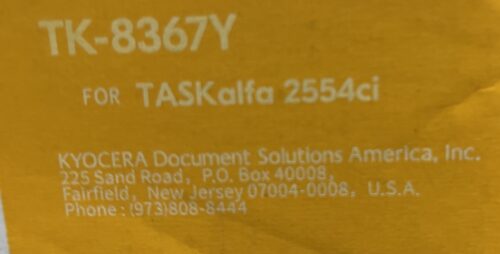 TK-8367Y
FOR TASKalfa 2554ci
KYOCERA Document Solutions America, Inc.
225 Sand Road, P.O. Box 40008,
Fairfield, New Jersey 07004-0008, U.S.A.
Phone : (973)808-8444